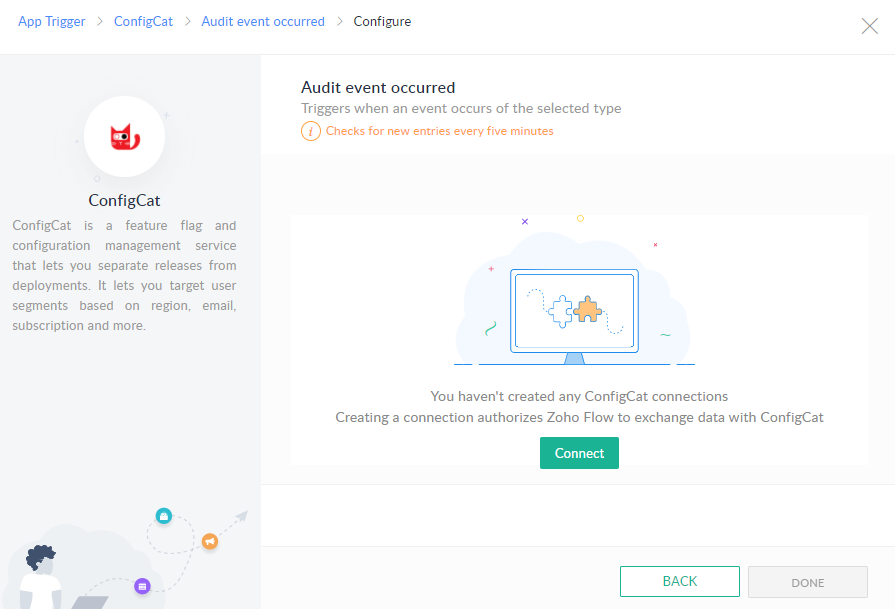 App Trigger > ConfigCat > Audit event occurred > Configure
Audit event occurred
Triggers when an event occurs of the selected type
i Checks for new entries every five minutes
ConfigCat
ConfigCat is a feature flag and
configuration management service
that lets you separate releases from
deployments. It lets you target user
segments based on region, email,
subscription and more.
You haven't created any ConfigCat connections
Creating a connection authorizes Zoho Flow to exchange data with ConfigCat
Connect
BACK
DONE